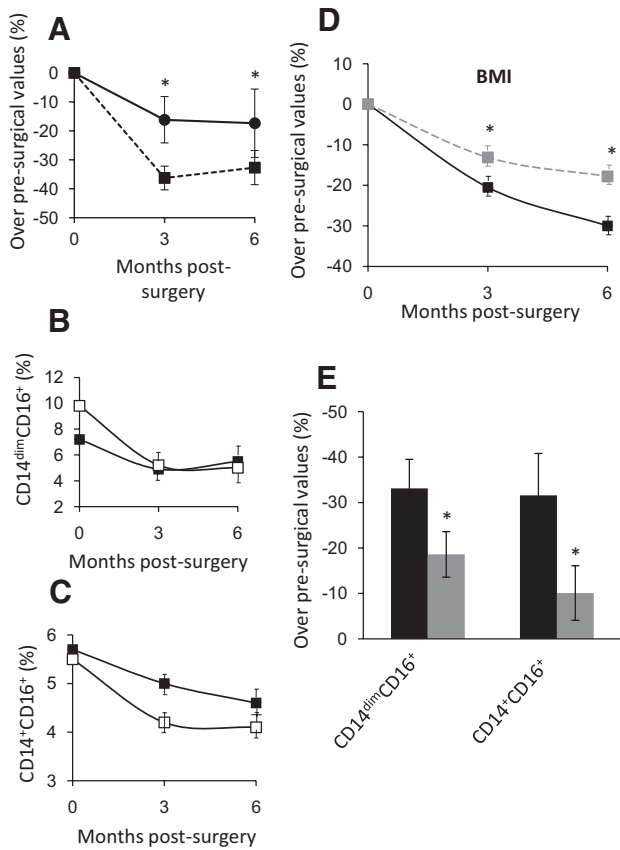 A
Over pre-surgical values (%)
0
-10
-20
-30
-40
-50
*
*
0
3
6
Months post-
surgery
B
CD14dimCD16+ (%)
12
10
8
6
4
2
0
3
6
Months post-surgery
C
CD14+CD16+ (%)
6
5
4
3
0
3
6
Months post-surgery
D
Over pre-surgical values (%)
10
0
-10
-20
-30
-40
BMI
*
*
0
3
6
Months post-surgery
E
Over pre-surgical values (%)
-50
-40
-30
-20
-10
0
*
*
CD14dimCD16+
CD14+CD16+